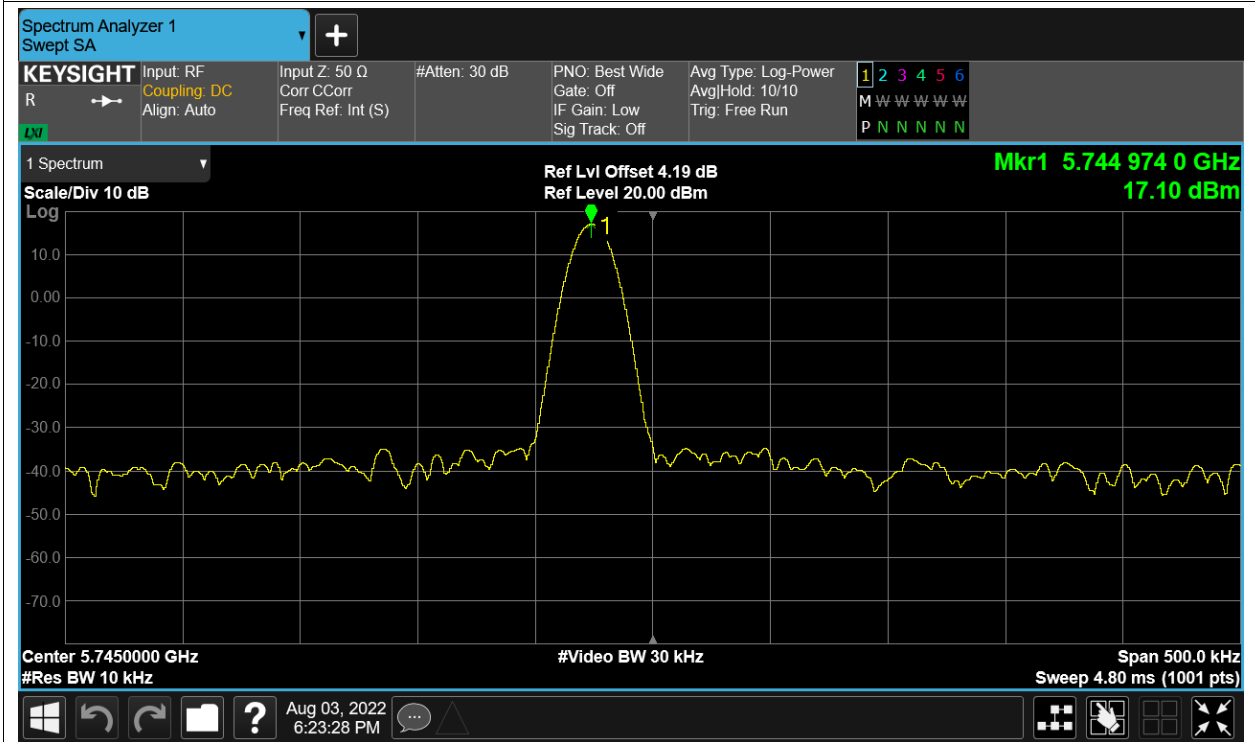 Spectrum Analyzer 1
Swept SA
+
KEYSIGHT
R
LXI
Input: RF
Coupling: DC
Align: Auto
Input Z: 50 Ω
Corr CCorr
Freq Ref: Int (S)
#Atten: 30 dB
PNO: Best Wide
Gate: Off
IF Gain: Low
Sig Track: Off
Avg Type: Log-Power
Avg|Hold: 10/10
Trig: Free Run
1 2 3 4 5 6
M W W W W W
P N N N N N
1 Spectrum
Scale/Div 10 dB
Log
Ref Lvl Offset 4.19 dB
Ref Level 20.00 dBm
Mkr1 5.744 974 0 GHz
17.10 dBm
1
10.0
0.00
-10.0
-20.0
-30.0
-40.0
-50.0
-60.0
-70.0
Center 5.7450000 GHz
#Res BW 10 kHz
#Video BW 30 kHz
Span 500.0 kHz
Sweep 4.80 ms (1001 pts)
?
Aug 03, 2022
6:23:28 PM